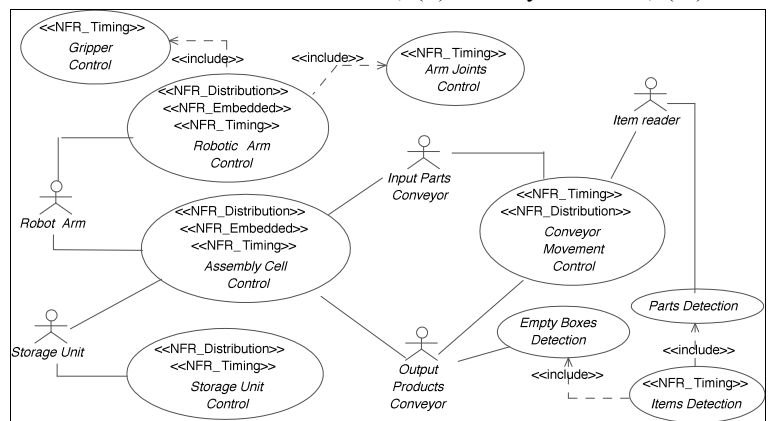 <<NFR_Timing>>
Gripper
Control
<<include>>
<<include>>
<<NFR_Timing>>
Arm Joints
Control
<<NFR_Distribution>>
<<NFR_Embedded>>
<<NFR_Timing>>
Robotic Arm
Control
Item reader
Input Parts
Conveyor
Robot Arm
<<NFR_Distribution>>
<<NFR_Embedded>>
<<NFR_Timing>>
Assembly Cell
Control
<<NFR_Timing>>
<<NFR_Distribution>>
Conveyor
Movement
Control
Parts Detection
Empty Boxes
Detection
Storage Unit
<<NFR_Distribution>>
<<NFR_Timing>>
Storage Unit
Control
Output
Products
Conveyor
<<include>>
<<include>>
<<NFR_Timing>>
Items Detection